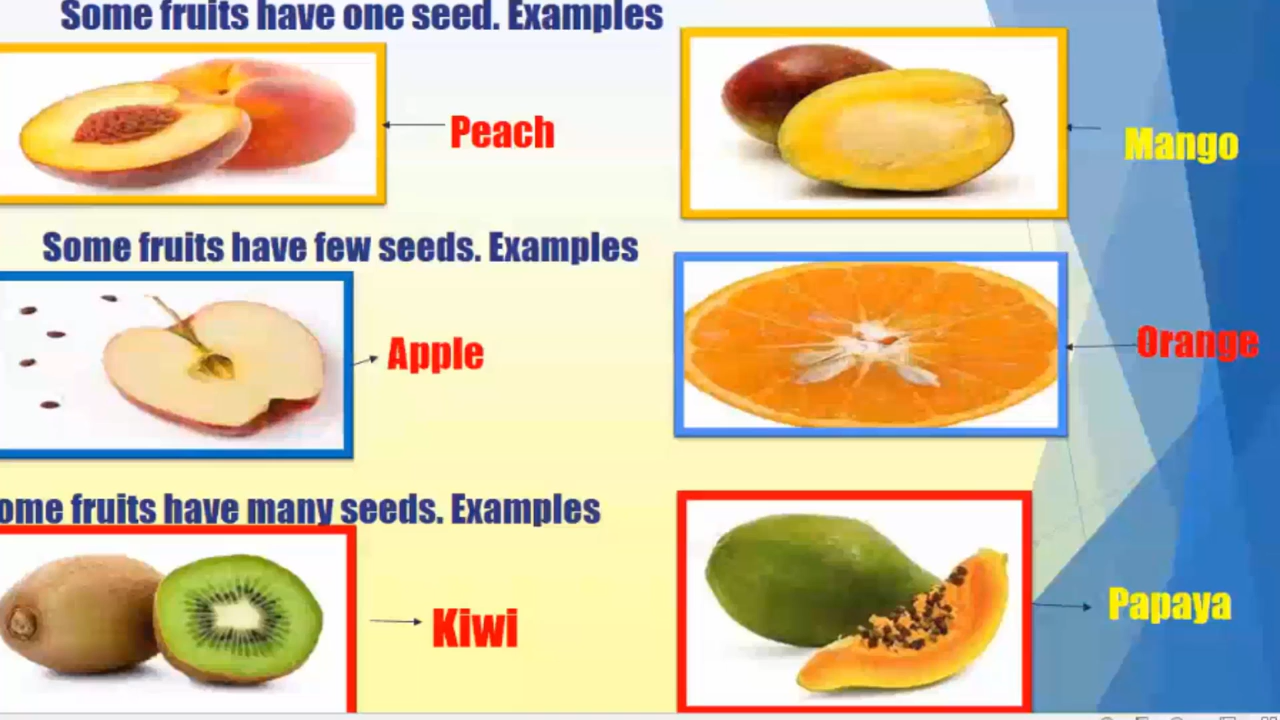 Some fruits have one seed. Examples
Peach
Mango
Some fruits have few seeds. Examples
Apple
Orange
ome fruits have many seeds. Examples
Kiwi
Papaya